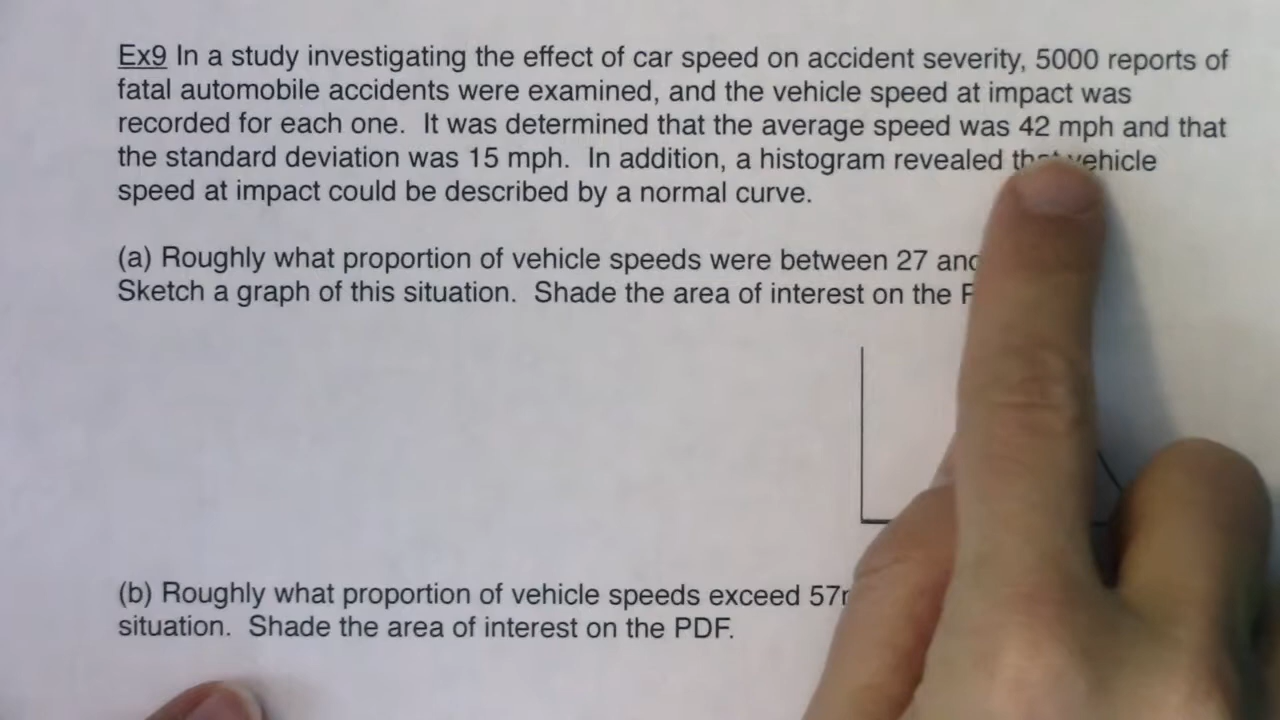 Ex9 In a study investigating the effect of car speed on accident severity, 5000 reports of
fatal automobile accidents were examined, and the vehicle speed at impact was
recorded for each one. It was determined that the average speed was 42 mph and that
the standard deviation was 15 mph. In addition, a histogram revealed that vehicle
speed at impact could be described by a normal curve.
(a) Roughly what proportion of vehicle speeds were between 27 and
Sketch a graph of this situation. Shade the area of interest on the
(b) Roughly what proportion of vehicle speeds exceed 57
situation. Shade the area of interest on the PDF.